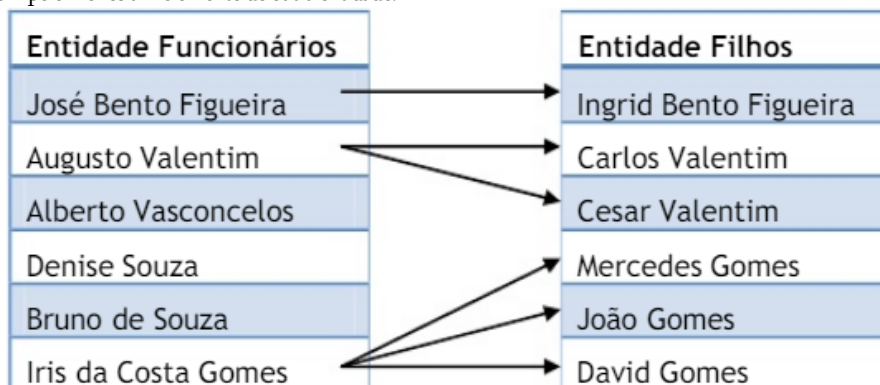 Entidade Funcionários
José Bento Figueira
Augusto Valentim
Alberto Vasconcelos
Denise Souza
Bruno de Souza
Iris da Costa Gomes
Entidade Filhos
Ingrid Bento Figueira
Carlos Valentim
Cesar Valentim
Mercedes Gomes
João Gomes
David Gomes